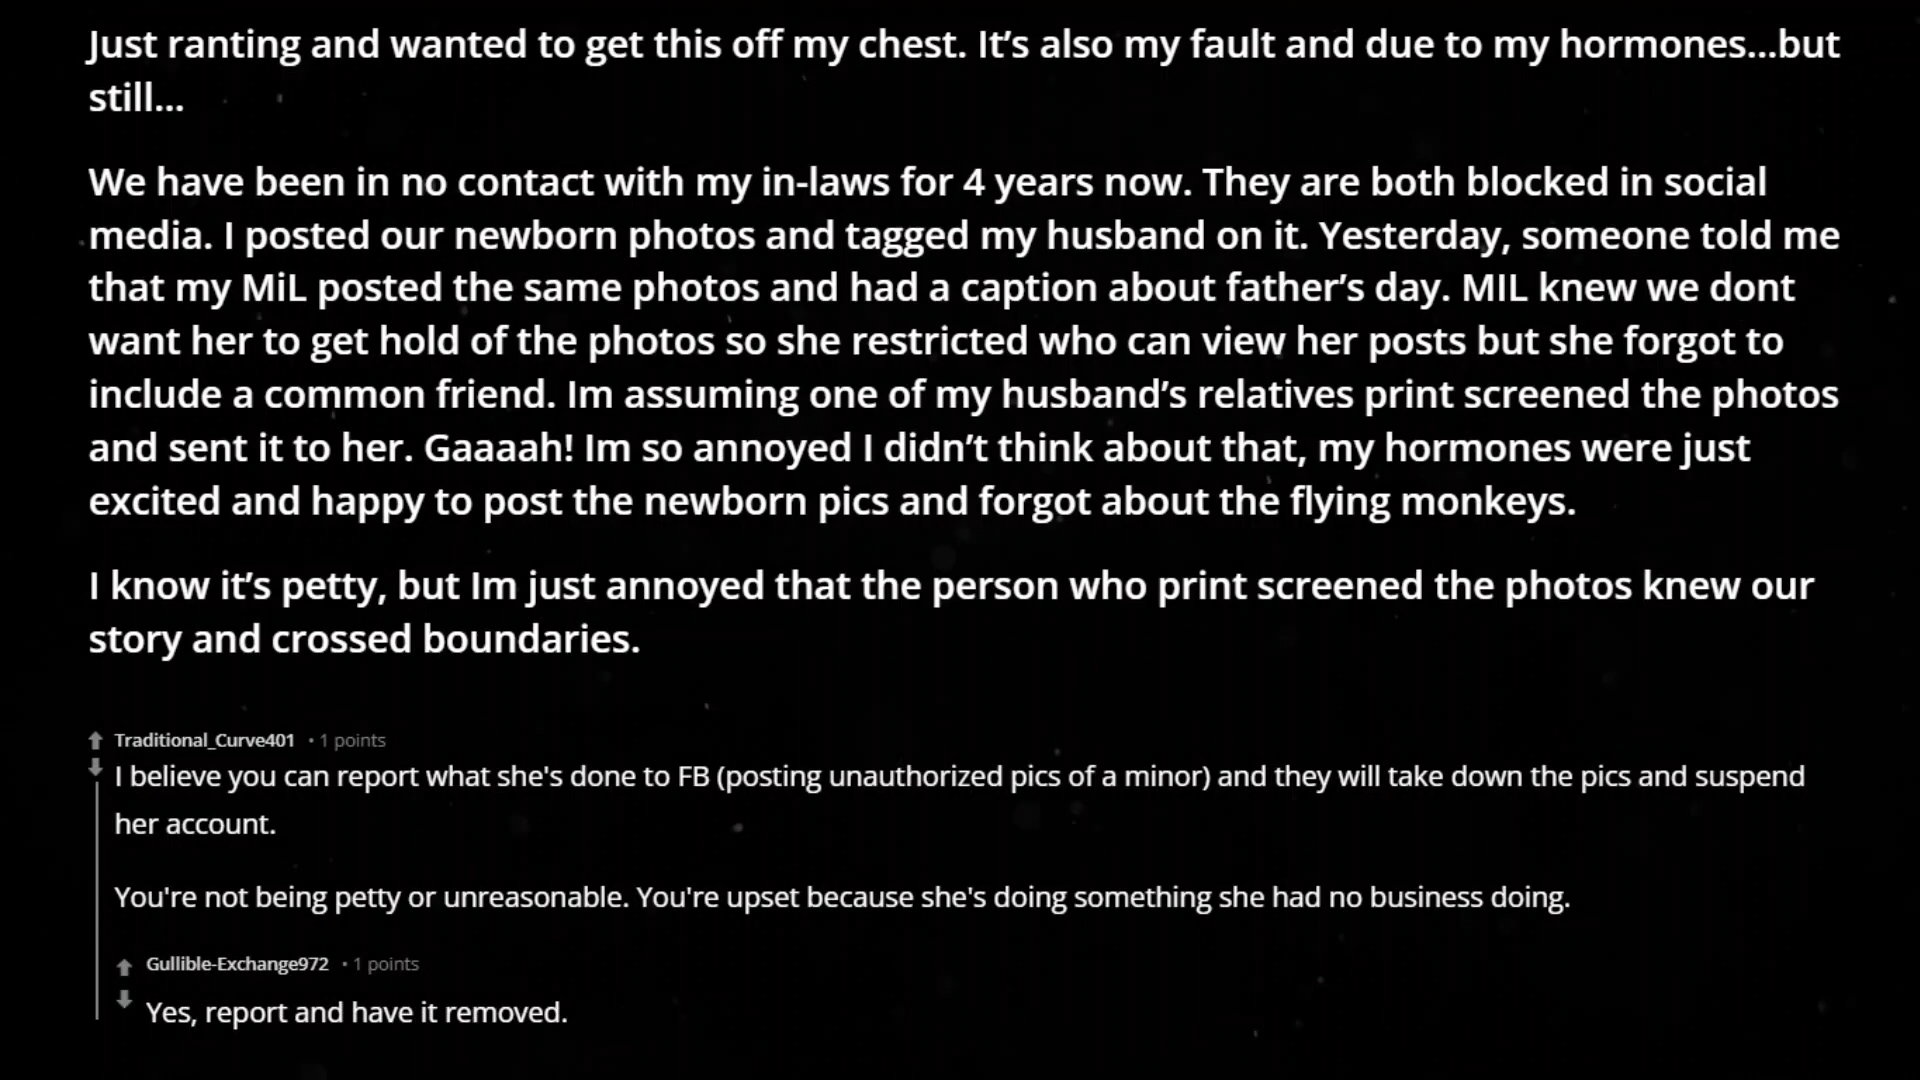 Just ranting and wanted to get this off my chest. It’s also my fault and due to my hormones...but
still...
We have been in no contact with my in-laws for 4 years now. They are both blocked in social
media. I posted our newborn photos and tagged my husband on it. Yesterday, someone told me
that my MiL posted the same photos and had a caption about father’s day. MIL knew we dont
want her to get hold of the photos so she restricted who can view her posts but she forgot to
include a common friend. Im assuming one of my husband’s relatives print screened the photos
and sent it to her. Gaaaah! Im so annoyed I didn’t think about that, my hormones were just
excited and happy to post the newborn pics and forgot about the flying monkeys.
I know it’s petty, but Im just annoyed that the person who print screened the photos knew our
story and crossed boundaries.
Traditional_Curve401 • 1 points
I believe you can report what she's done to FB (posting unauthorized pics of a minor) and they will take down the pics and suspend
her account.
You're not being petty or unreasonable. You're upset because she's doing something she had no business doing.
Gullible-Exchange972 • 1 points
Yes, report and have it removed.